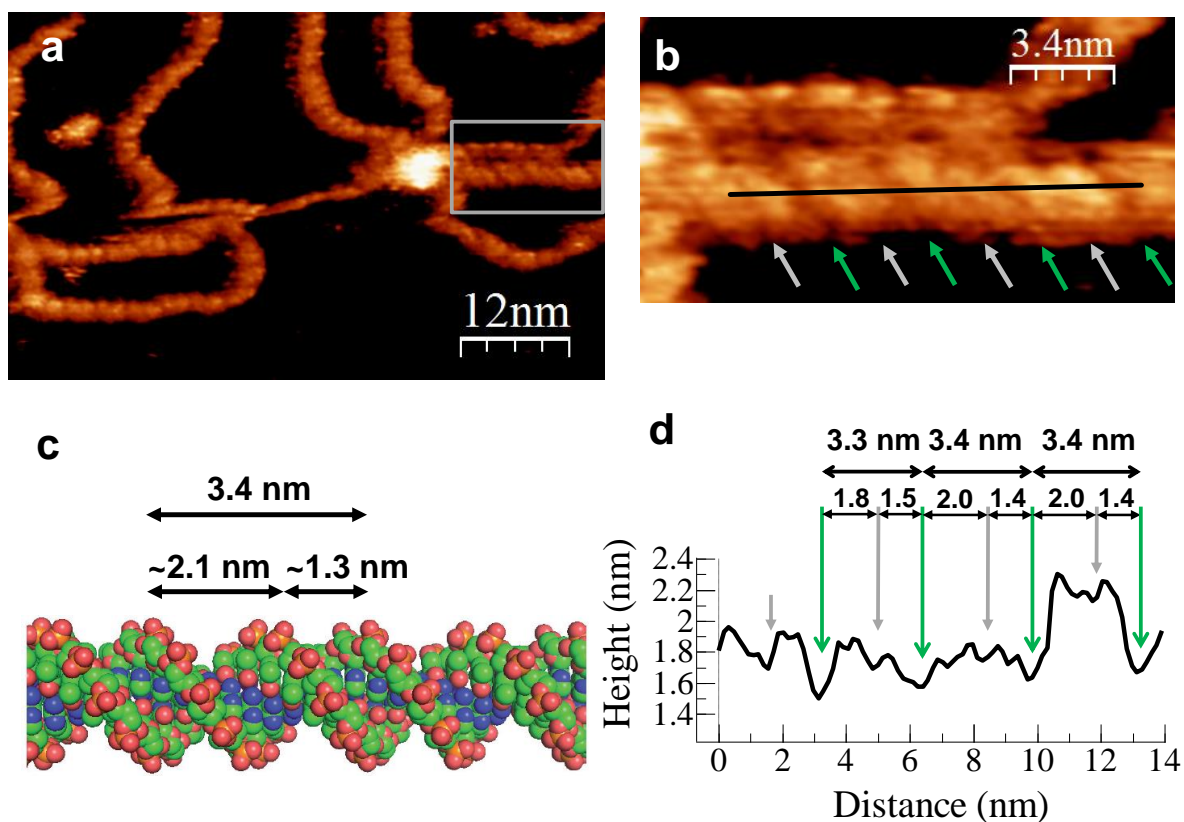 a
12nm
b
3.4nm
c
3.4 nm
~2.1 nm
~1.3 nm
d
3.3 nm
3.4 nm
3.4 nm
1.8
1.5
2.0
1.4
2.0
1.4
Height (nm)
2.4
2.2
2
1.8
1.6
1.4
0
2
4
6
8
10
12
14
Distance (nm)